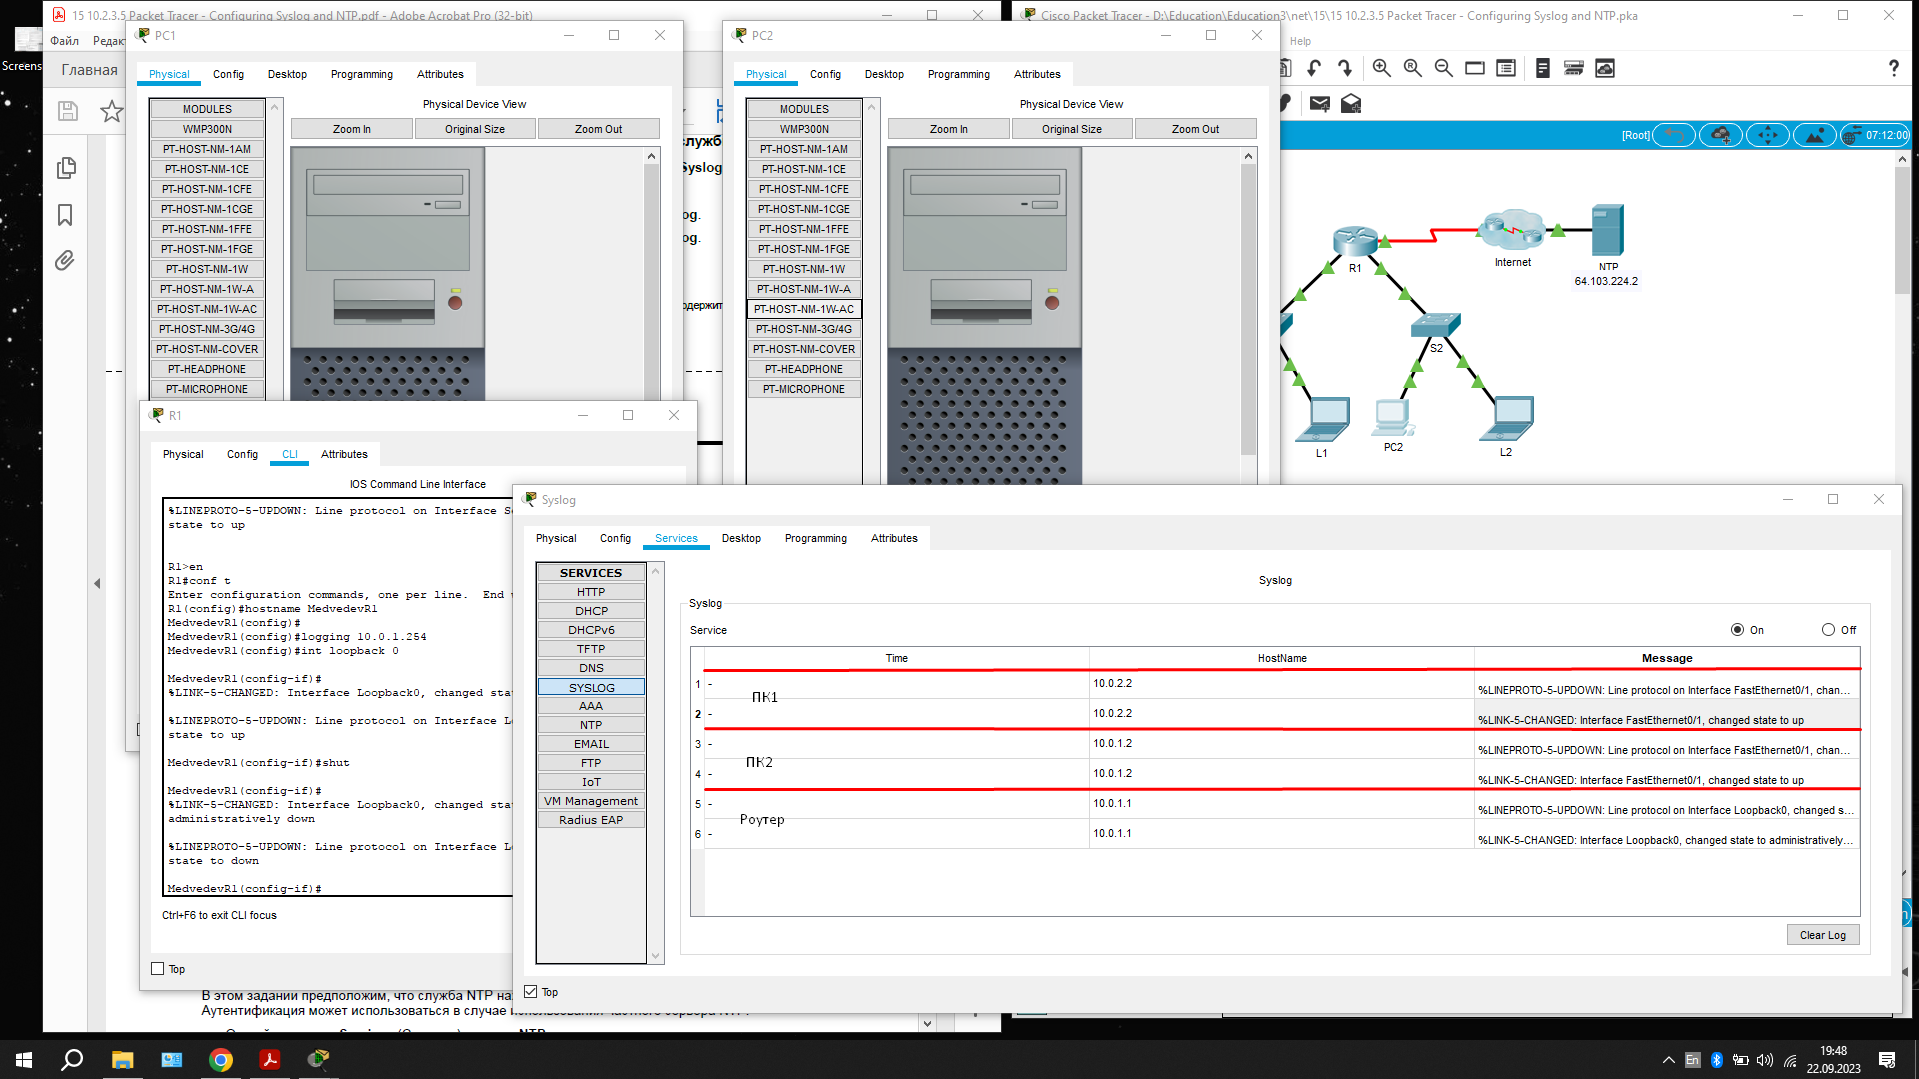 15 10.2.3.5 Packet Tracer - Configuring Syslog and NTP.pdf - Adobe Acrobat Pro (32-bit)
Файл
Главная
Screens
PC1
Physical Config Desktop Programming Attributes
MODULES
WMP300N
PT-HOST-NM-1AM
PT-HOST-NM-1CE
PT-HOST-NM-1CFE
PT-HOST-NM-1CGE
PT-HOST-NM-1FFE
PT-HOST-NM-1FGE
PT-HOST-NM-1W
PT-HOST-NM-1W-A
PT-HOST-NM-1W-AC
PT-HOST-NM-3G/4G
PT-HOST-NM-COVER
PT-HEADPHONE
PT-MICROPHONE
Physical Device View
Zoom In Original Size Zoom Out
PC2
Physical Config Desktop Programming Attributes
MODULES
WMP300N
PT-HOST-NM-1AM
PT-HOST-NM-1CE
PT-HOST-NM-1CFE
PT-HOST-NM-1CGE
PT-HOST-NM-1FFE
PT-HOST-NM-1FGE
PT-HOST-NM-1W
PT-HOST-NM-1W-A
PT-HOST-NM-1W-AC
PT-HOST-NM-3G/4G
PT-HOST-NM-COVER
PT-HEADPHONE
PT-MICROPHONE
Physical Device View
Zoom In Original Size Zoom Out
Cisco Packet Tracer - D:\Education\Education3\net\15\15 10.2.3.5 Packet Tracer - Configuring Syslog and NTP.pka
Help
[Root] 07:12:00
R1
Internet
NTP
64.103.224.2
S2
L1
PC2
L2
R1
Physical Config CLI Attributes
IOS Command Line Interface
%LINEPROTO-5-UPDOWN: Line protocol on Interface
state to up
R1>en
R1#conf t
Enter configuration commands, one per line. End
R1(config)#hostname MedvedevR1
MedvedevR1(config)#
MedvedevR1(config)#logging 10.0.1.254
MedvedevR1(config)#int loopback 0
MedvedevR1(config-if)#
%LINK-5-CHANGED: Interface Loopback0, changed
state to up
%LINEPROTO-5-UPDOWN: Line protocol on Interface
state to up
MedvedevR1(config-if)#shut
MedvedevR1(config-if)#
%LINK-5-CHANGED: Interface Loopback0, changed
administratively down
%LINEPROTO-5-UPDOWN: Line protocol on Interface
state to down
MedvedevR1(config-if)#
Ctrl+F6 to exit CLI focus
Top
В этом задании предположим, что служба NTP
Аутентификация может использоваться в случае
Syslog
Physical Config Services Desktop Programming Attributes
SERVICES
HTTP
DHCP
DHCPv6
TFTP
DNS
SYSLOG
AAA
NTP
EMAIL
FTP
IoT
VM Management
Radius EAP
Syslog
Syslog
Service On Off
Time HostName Message
1 - 10.0.2.2 %LINEPROTO-5-UPDOWN: Line protocol on Interface FastEthernet0/1, chan...
ПК1
2 - 10.0.2.2 %LINK-5-CHANGED: Interface FastEthernet0/1, changed state to up
3 - 10.0.1.2 %LINEPROTO-5-UPDOWN: Line protocol on Interface FastEthernet0/1, chan...
ПК2
4 - 10.0.1.2 %LINK-5-CHANGED: Interface FastEthernet0/1, changed state to up
5 - 10.0.1.1 %LINEPROTO-5-UPDOWN: Line protocol on Interface Loopback0, changed s...
Роутер
6 - 10.0.1.1 %LINK-5-CHANGED: Interface Loopback0, changed state to administratively...
Clear Log
Top
En
19:48
22.09.2023